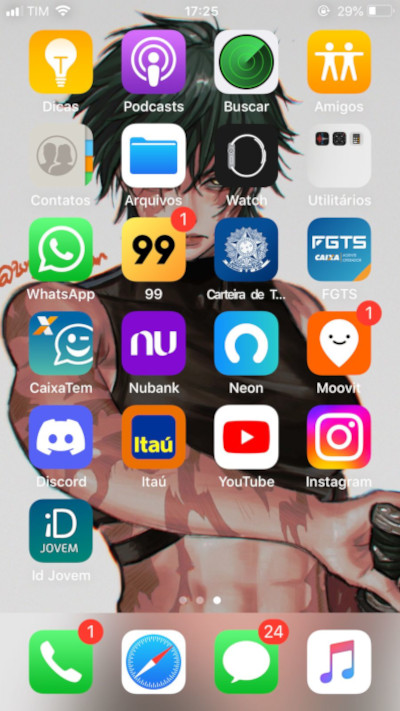 TIM 17:25 29%
Dicas Podcasts Buscar Amigos
Contatos Arquivos Watch Utilitários
1
99
FGTS
CAIXA
WhatsApp 99 Carteira de T... FGTS
1
nu
CaixaTem Nubank Neon Moovit
Itaú
Discord Itaú YouTube Instagram
iD
JOVEM
Id Jovem
1 24